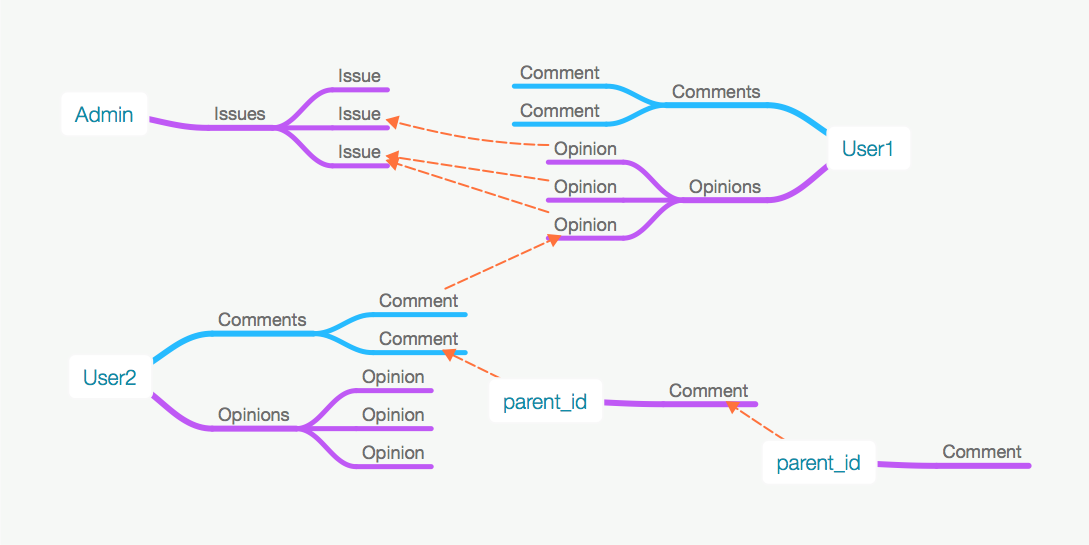 Admin
Issues
Issue
Issue
Issue
Comment
Comment
Comments
User1
Opinion
Opinion
Opinion
Opinions
User2
Comments
Comment
Comment
Opinions
Opinion
Opinion
Opinion
parent_id
Comment
parent_id
Comment